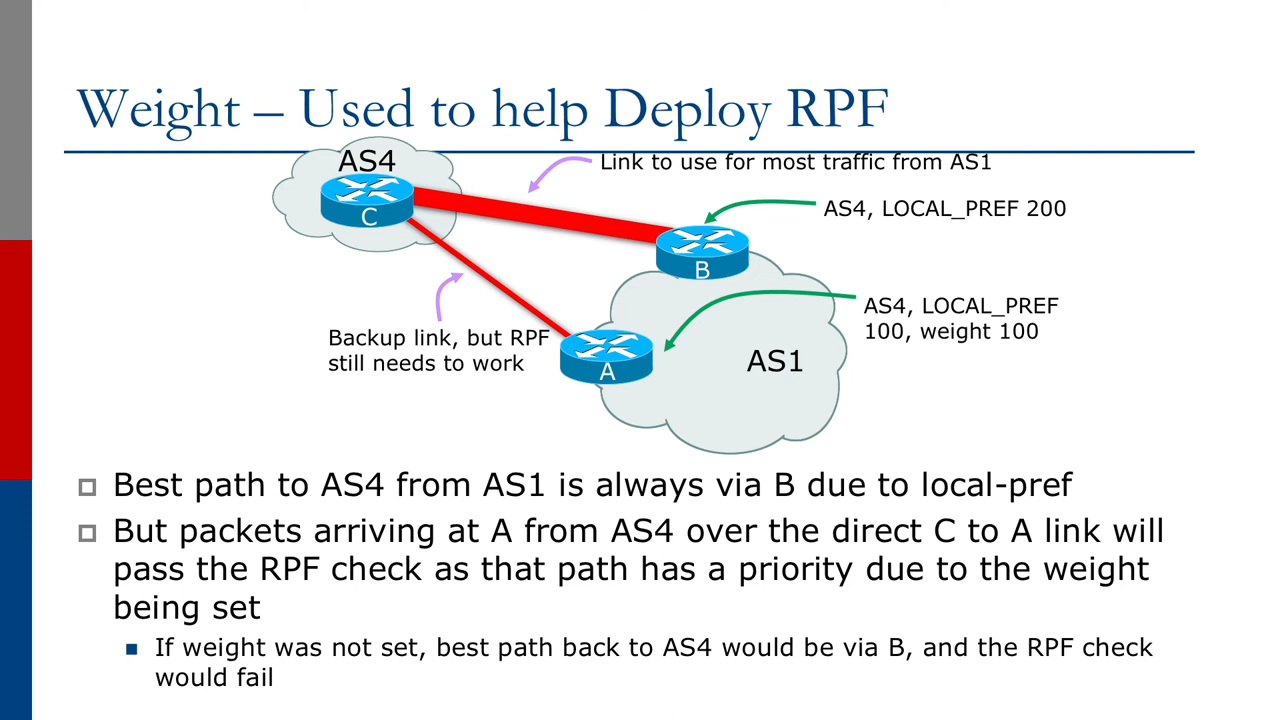 Weight – Used to help Deploy RPF
AS4
C
Link to use for most traffic from AS1
AS4, LOCAL_PREF 200
B
AS4, LOCAL_PREF
100, weight 100
Backup link, but RPF
still needs to work
A
AS1
Best path to AS4 from AS1 is always via B due to local-pref
But packets arriving at A from AS4 over the direct C to A link will
pass the RPF check as that path has a priority due to the weight
being set
If weight was not set, best path back to AS4 would be via B, and the RPF check
would fail